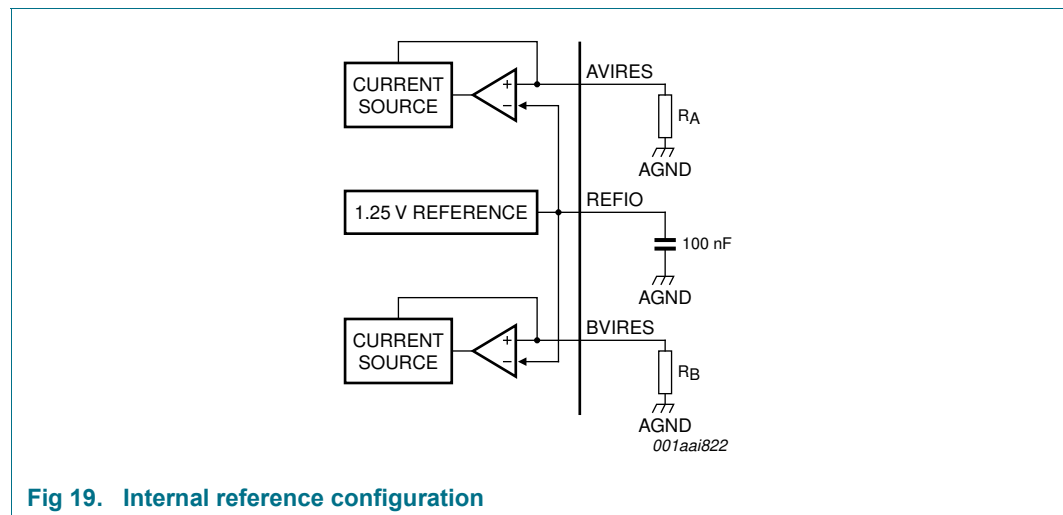 CURRENT
SOURCE
+
−
AVIRES
RA
AGND
1.25 V REFERENCE
REFIO
100 nF
AGND
CURRENT
SOURCE
+
−
BVIRES
RB
AGND
001aai822
Fig 19. Internal reference configuration